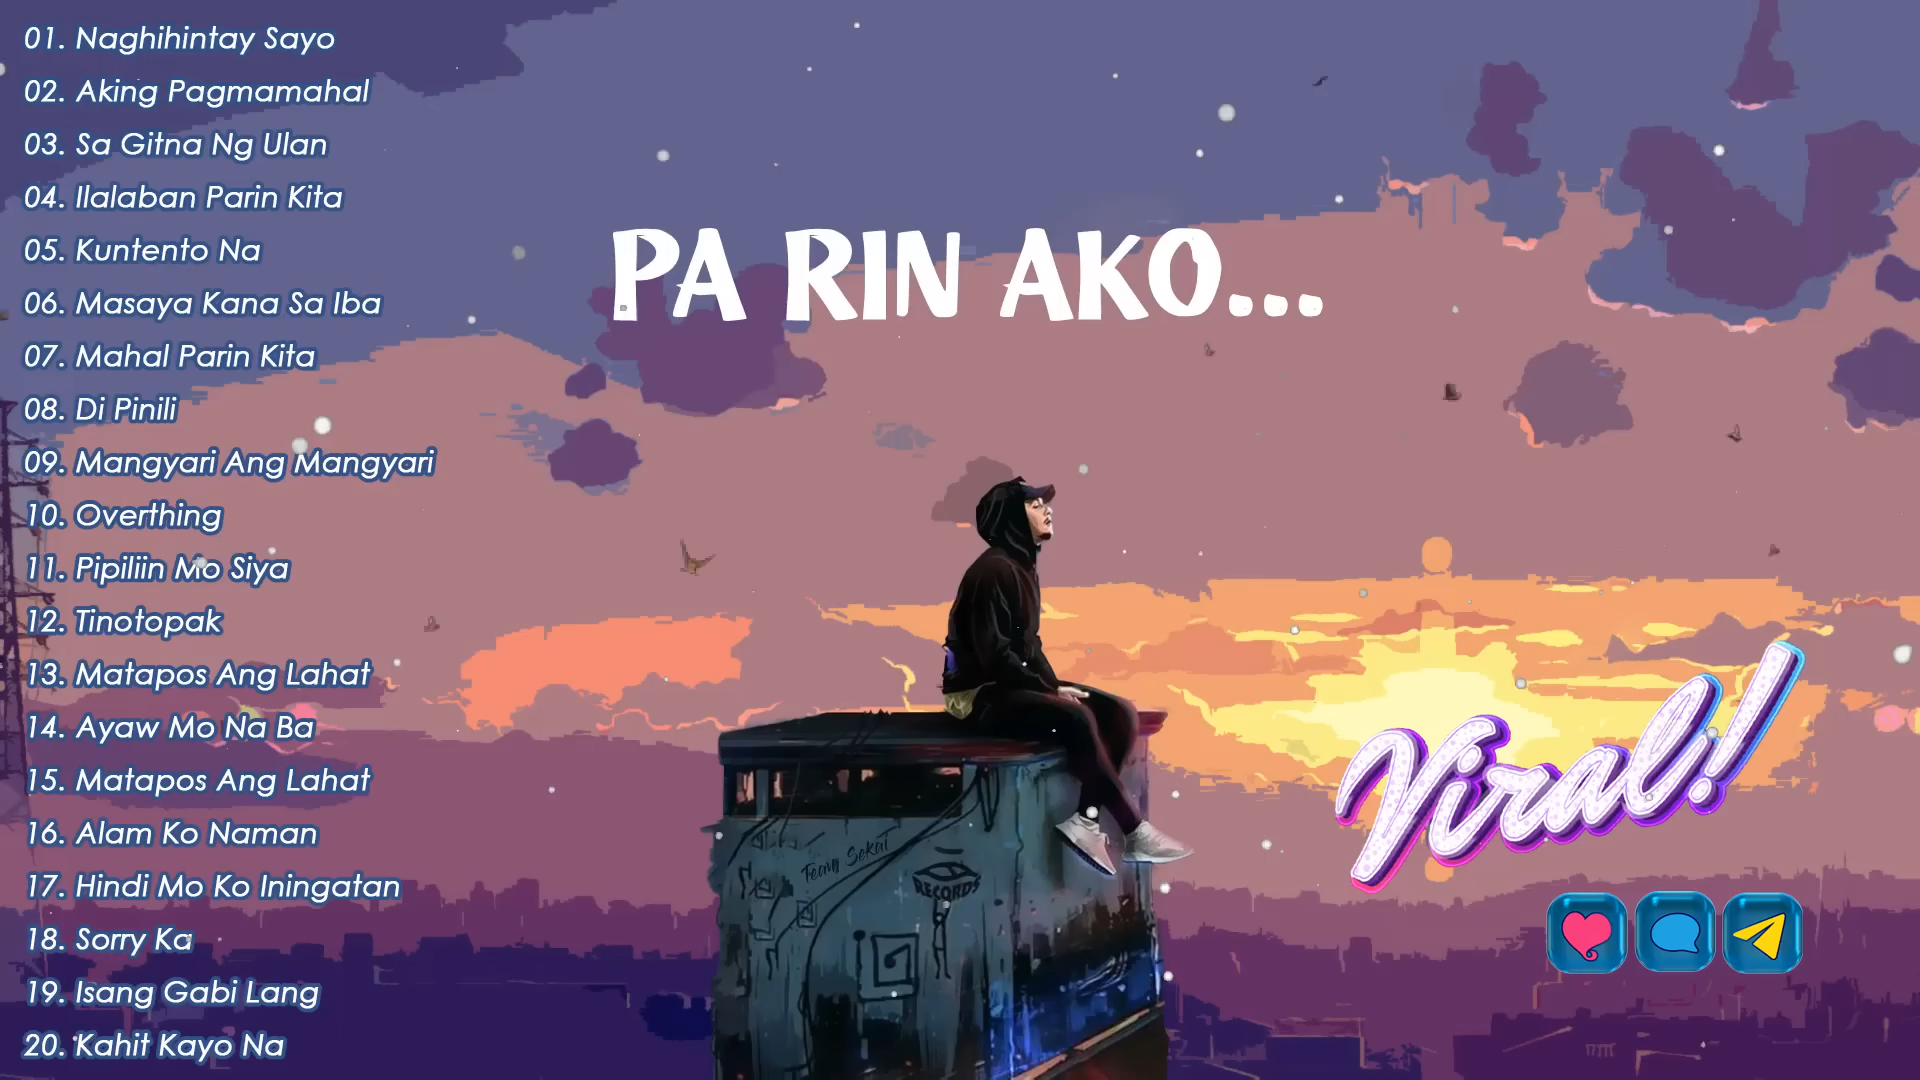 01. Naghihintay Sayo
02. Aking Pagmamahal
03. Sa Gitna Ng Ulan
04. Ilalaban Parin Kita
05. Kuntento Na
06. Masaya Kana Sa Iba
07. Mahal Parin Kita
08. Di Pinili
09. Mangyari Ang Mangyari
10. Overthing
11. Pipiliin Mo Siya
12. Tinotopak
13. Matapos Ang Lahat
14. Ayaw Mo Na Ba
15. Matapos Ang Lahat
16. Alam Ko Naman
17. Hindi Mo Ko Iningatan
18. Sorry Ka
19. Isang Gabi Lang
20. Kahit Kayo Na
PA RIN AKO...
Viral!
Team Sekai
RECORDS